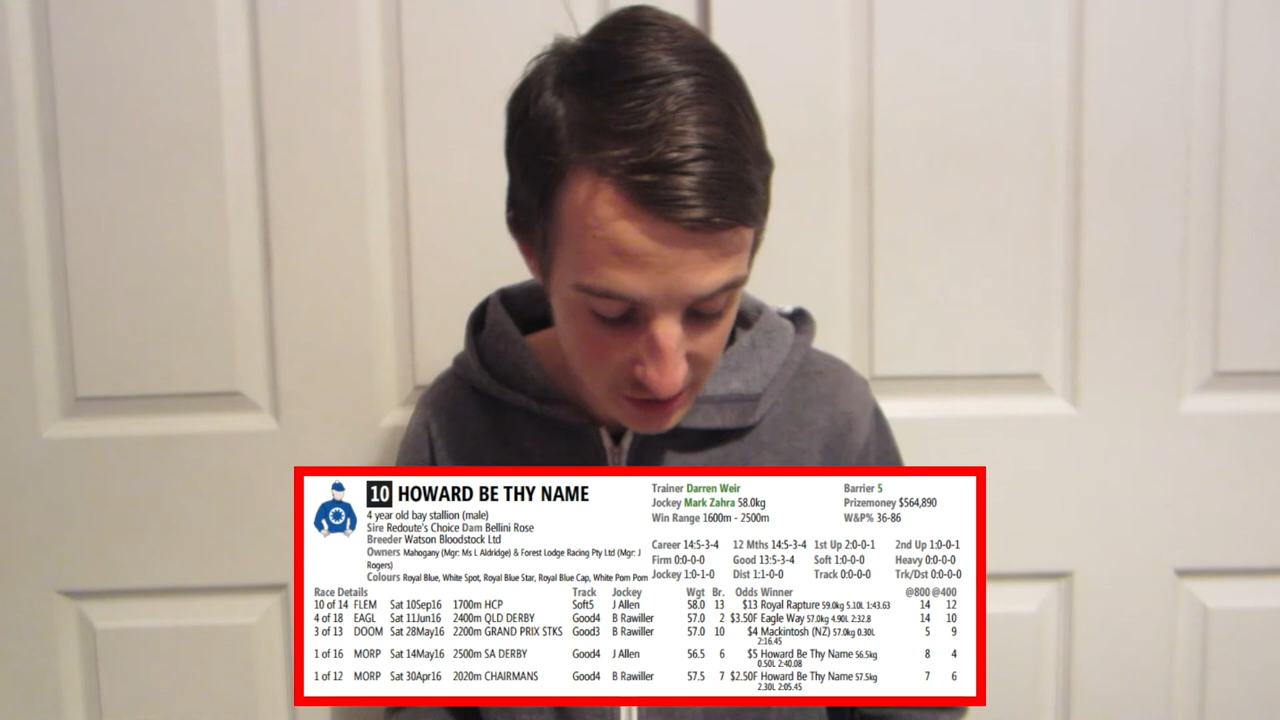 10 HOWARD BE THY NAME
4 year old bay stallion (male)
Sire Redoute's Choice Dam Bellini Rose
Breeder Watson Bloodstock Ltd
Owners Mahogany (Mgr: Ms L Aldridge) & Forest Lodge Racing Pty Ltd (Mgr: J
Rogers)
Colours Royal Blue, White Spot, Royal Blue Star, Royal Blue Cap, White Pom Pom
Trainer Darren Weir Barrier 5
Jockey Mark Zahra 58.0kg Prizemoney $564,890
Win Range 1600m - 2500m W&P% 36-86
Career 14:5-3-4 12 Mths 14:5-3-4 1st Up 2:0-0-1 2nd Up 1:0-0-1
Firm 0:0-0-0 Good 13:5-3-4 Soft 1:0-0-0 Heavy 0:0-0-0
Jockey 1:0-1-0 Dist 1:1-0-0 Track 0:0-0-0 Trk/Dst 0:0-0-0
Race Details Track Jockey Wgt Br. Odds Winner @800 @400
10 of 14 FLEM Sat 10Sep16 1700m HCP Soft5 J Allen 58.0 13 $13 Royal Rapture 59.0kg 5.10L 1:43.63 14 12
4 of 18 EAGL Sat 11Jun16 2400m QLD DERBY Good4 B Rawiller 57.0 2 $3.50F Eagle Way 57.0kg 4.90L 2:32.8 14 10
3 of 13 DOOM Sat 28May16 2200m GRAND PRIX STKS Good3 B Rawiller 57.0 10 $4 Mackintosh (NZ) 57.0kg 0.30L 5 9
2:16.45
1 of 16 MORP Sat 14May16 2500m SA DERBY Good4 J Allen 56.5 6 $5 Howard Be Thy Name 56.5kg 8 4
0.50L 2:40.08
1 of 12 MORP Sat 30Apr16 2020m CHAIRMANS Good4 B Rawiller 57.5 7 $2.50F Howard Be Thy Name 57.5kg 7 6
2.30L 2:05.45